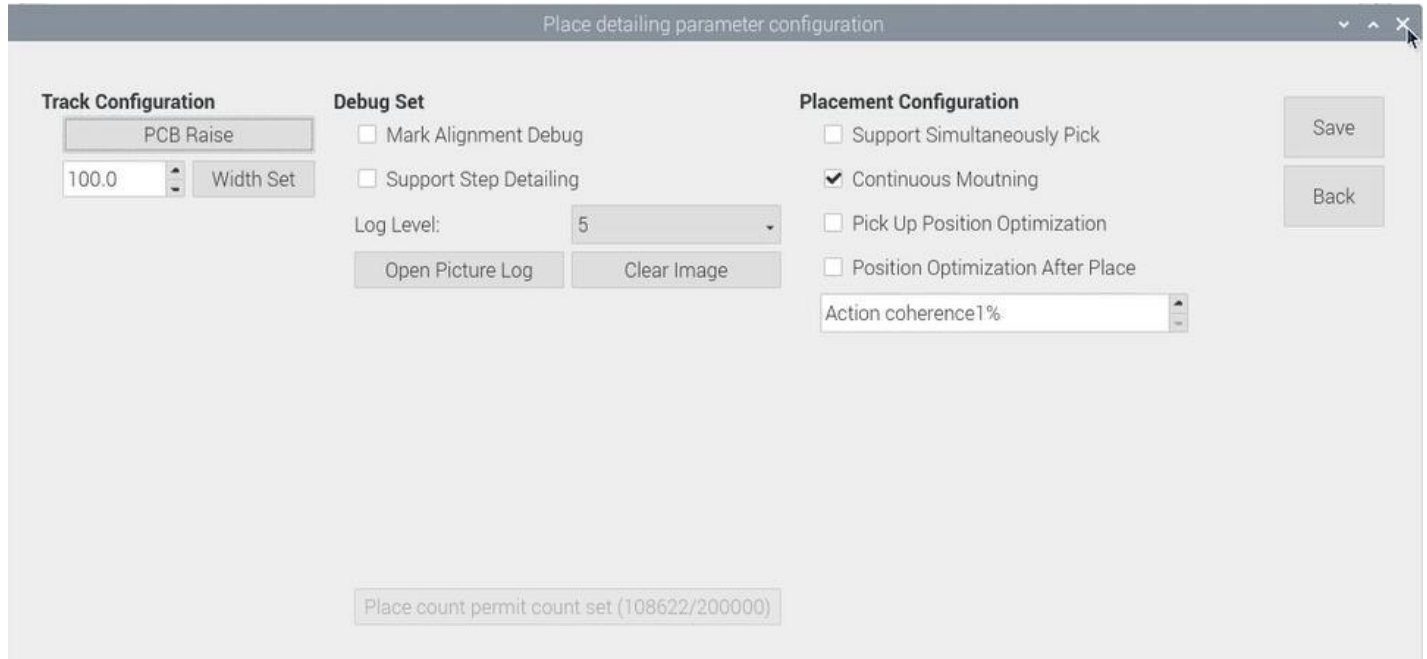 Place detailing parameter configuration
Track Configuration
PCB Raise
100.0
Width Set
Debug Set
Mark Alignment Debug
Support Step Detailing
Log Level:
5
Open Picture Log
Clear Image
Place count permit count set (108622/200000)
Placement Configuration
Support Simultaneously Pick
Continuous Moutning
Pick Up Position Optimization
Position Optimization After Place
Action coherence1%
Save
Back